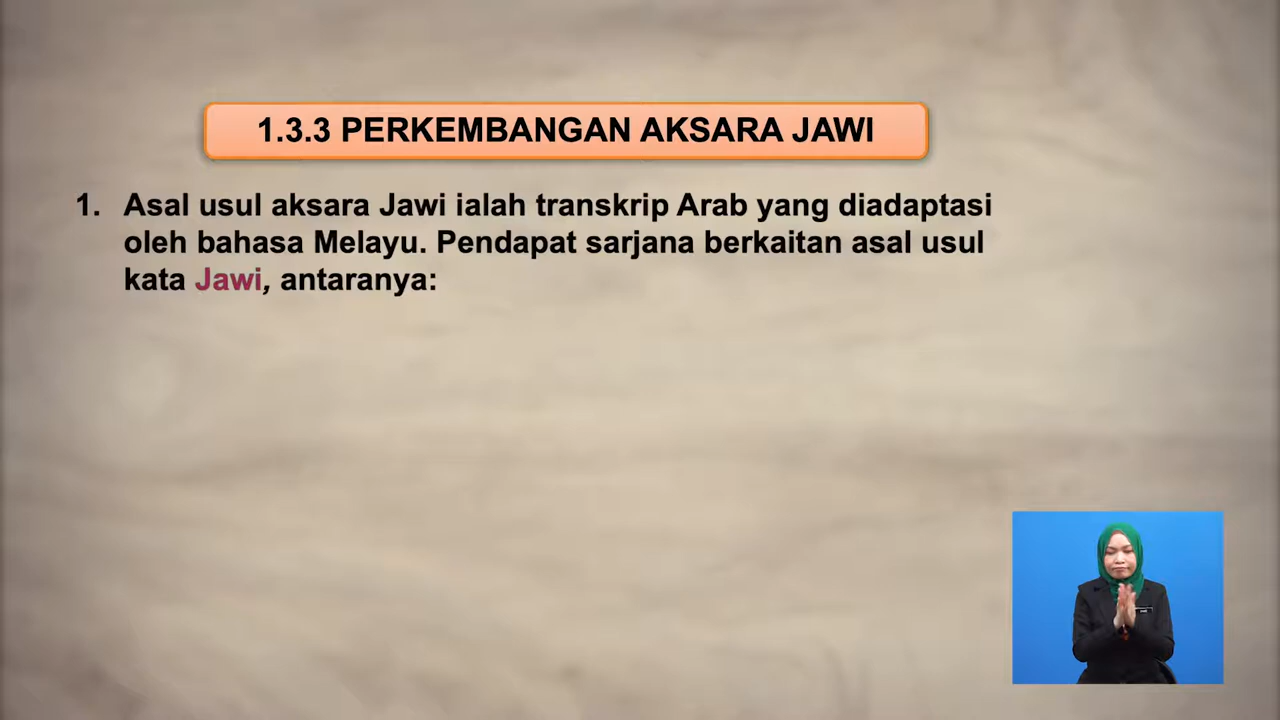 1.3.3 PERKEMBANGAN AKSARA JAWI
1. Asal usul aksara Jawi ialah transkrip Arab yang diadaptasi
oleh bahasa Melayu. Pendapat sarjana berkaitan asal usul
kata Jawi, antaranya: